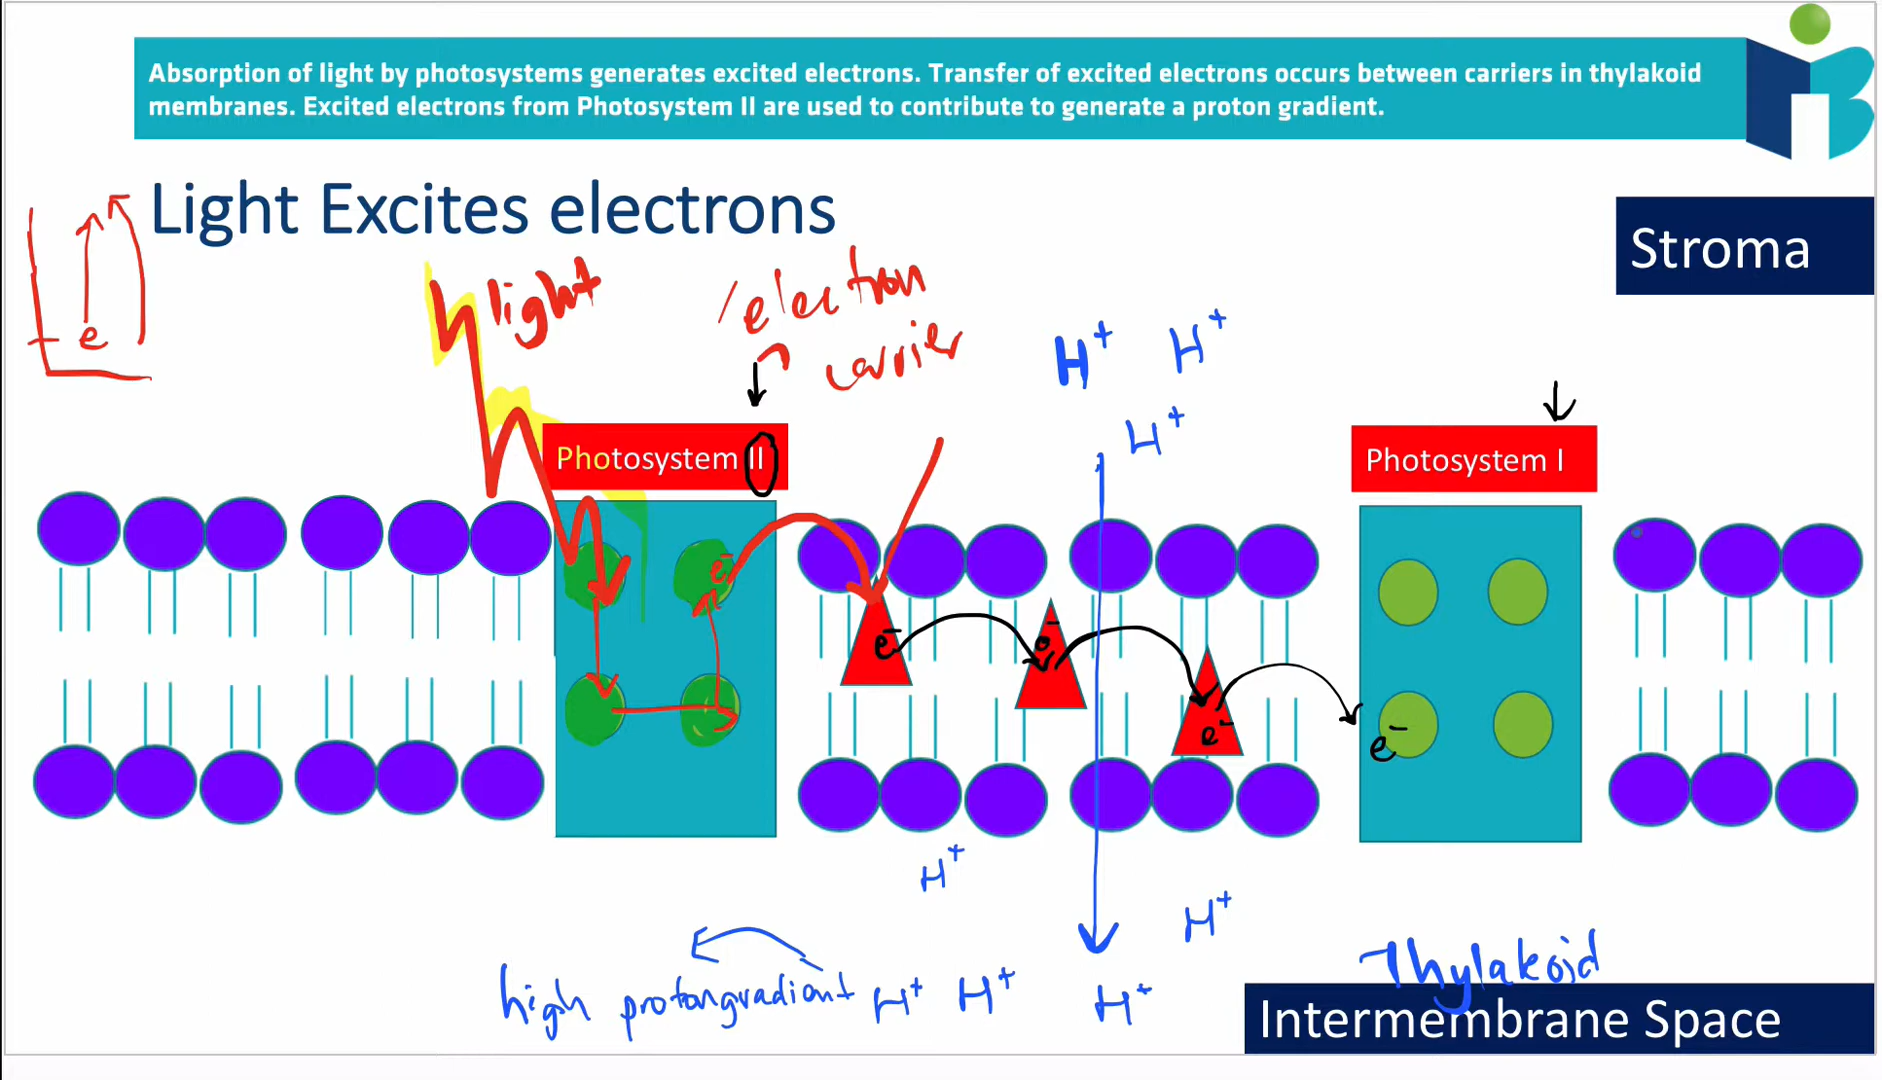 Absorption of light by photosystems generates excited electrons. Transfer of excited electrons occurs between carriers in thylakoid
membranes. Excited electrons from Photosystem II are used to contribute to generate a proton gradient.
Light Excites electrons
Stroma
e
light
electron
carrier
H+ H+
H+
Photosystem II
Photosystem I
e-
e- e- e- e-
H+
H+
Thylakoid
high protongradiant H+ H+ H+
Intermembrane Space